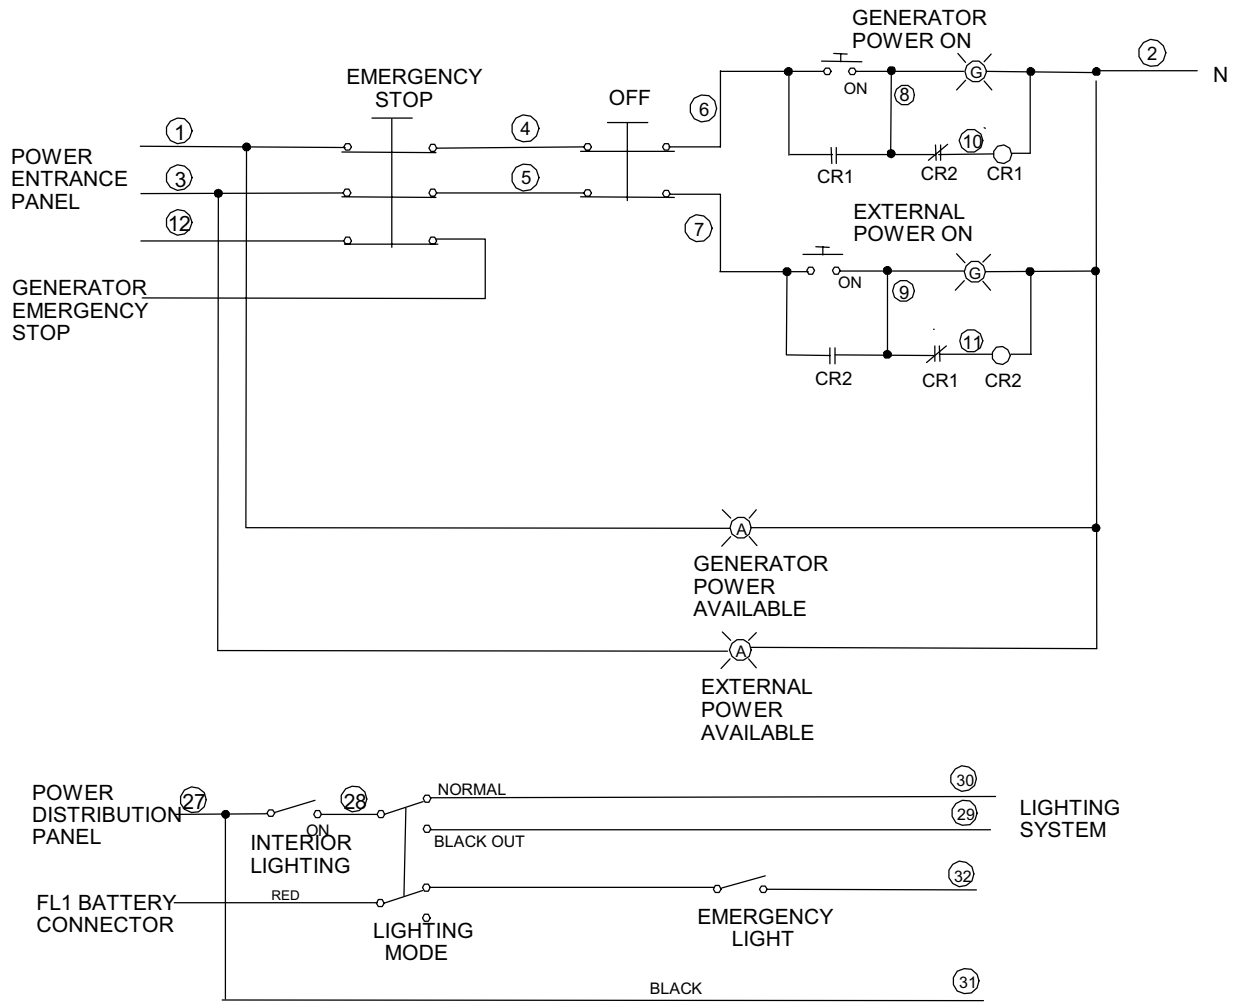 GENERATOR
POWER ON
2
N
G
ON
8
6
EMERGENCY
STOP
OFF
1
4
10
CR1
CR2
CR1
POWER
ENTRANCE
PANEL
3
5
12
EXTERNAL
POWER ON
7
G
ON
9
11
CR2
CR1
CR2
GENERATOR
EMERGENCY
STOP
A
GENERATOR
POWER
AVAILABLE
A
EXTERNAL
POWER
AVAILABLE
POWER
DISTRIBUTION
PANEL
27
28
ON
INTERIOR
LIGHTING
NORMAL
30
BLACK OUT
29
LIGHTING
SYSTEM
FL1 BATTERY
CONNECTOR
RED
LIGHTING
MODE
EMERGENCY
LIGHT
32
BLACK
31